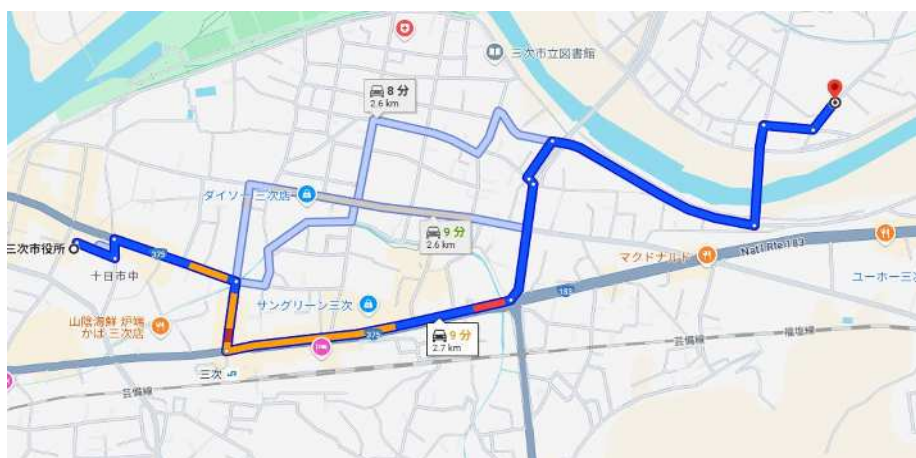 三次市立図書館
8 分
2.6 km
ダイソー 三次店
9 分
2.6 km
三次市役所
375
十日市中
Nat'l Rte 183
マクドナルド
183
ユーホー三
サングリーン三次
山陰海鮮 炉端
かば 三次店
375
9 分
2.7 km
芸備線
福塩線
三次
芸備線